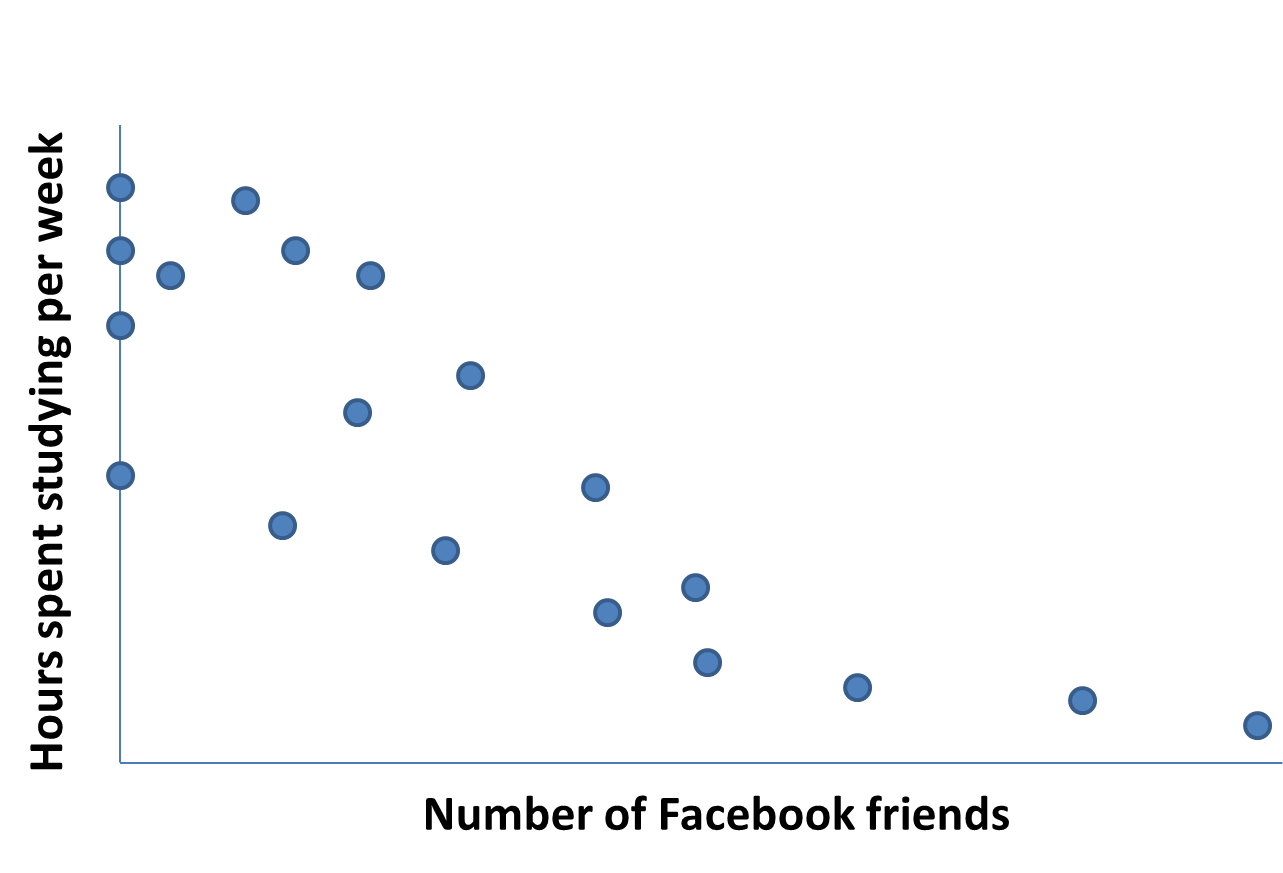 Hours spent studying per week
Number of Facebook friends